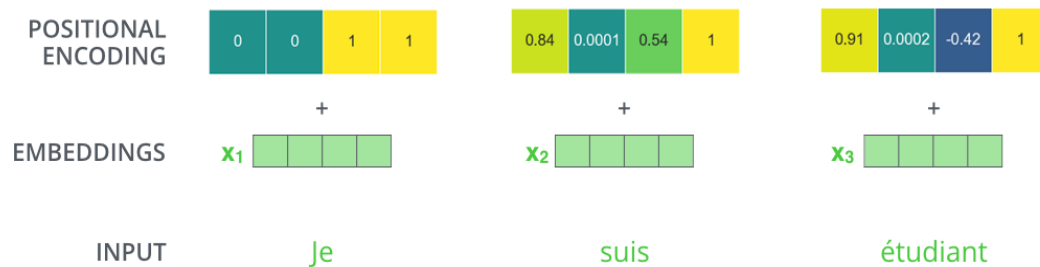 POSITIONAL ENCODING
0 0 1 1
0.84 0.0001 0.54 1
0.91 0.0002 -0.42 1
+ + +
EMBEDDINGS
x₁ x₂ x₃
INPUT Je suis étudiant